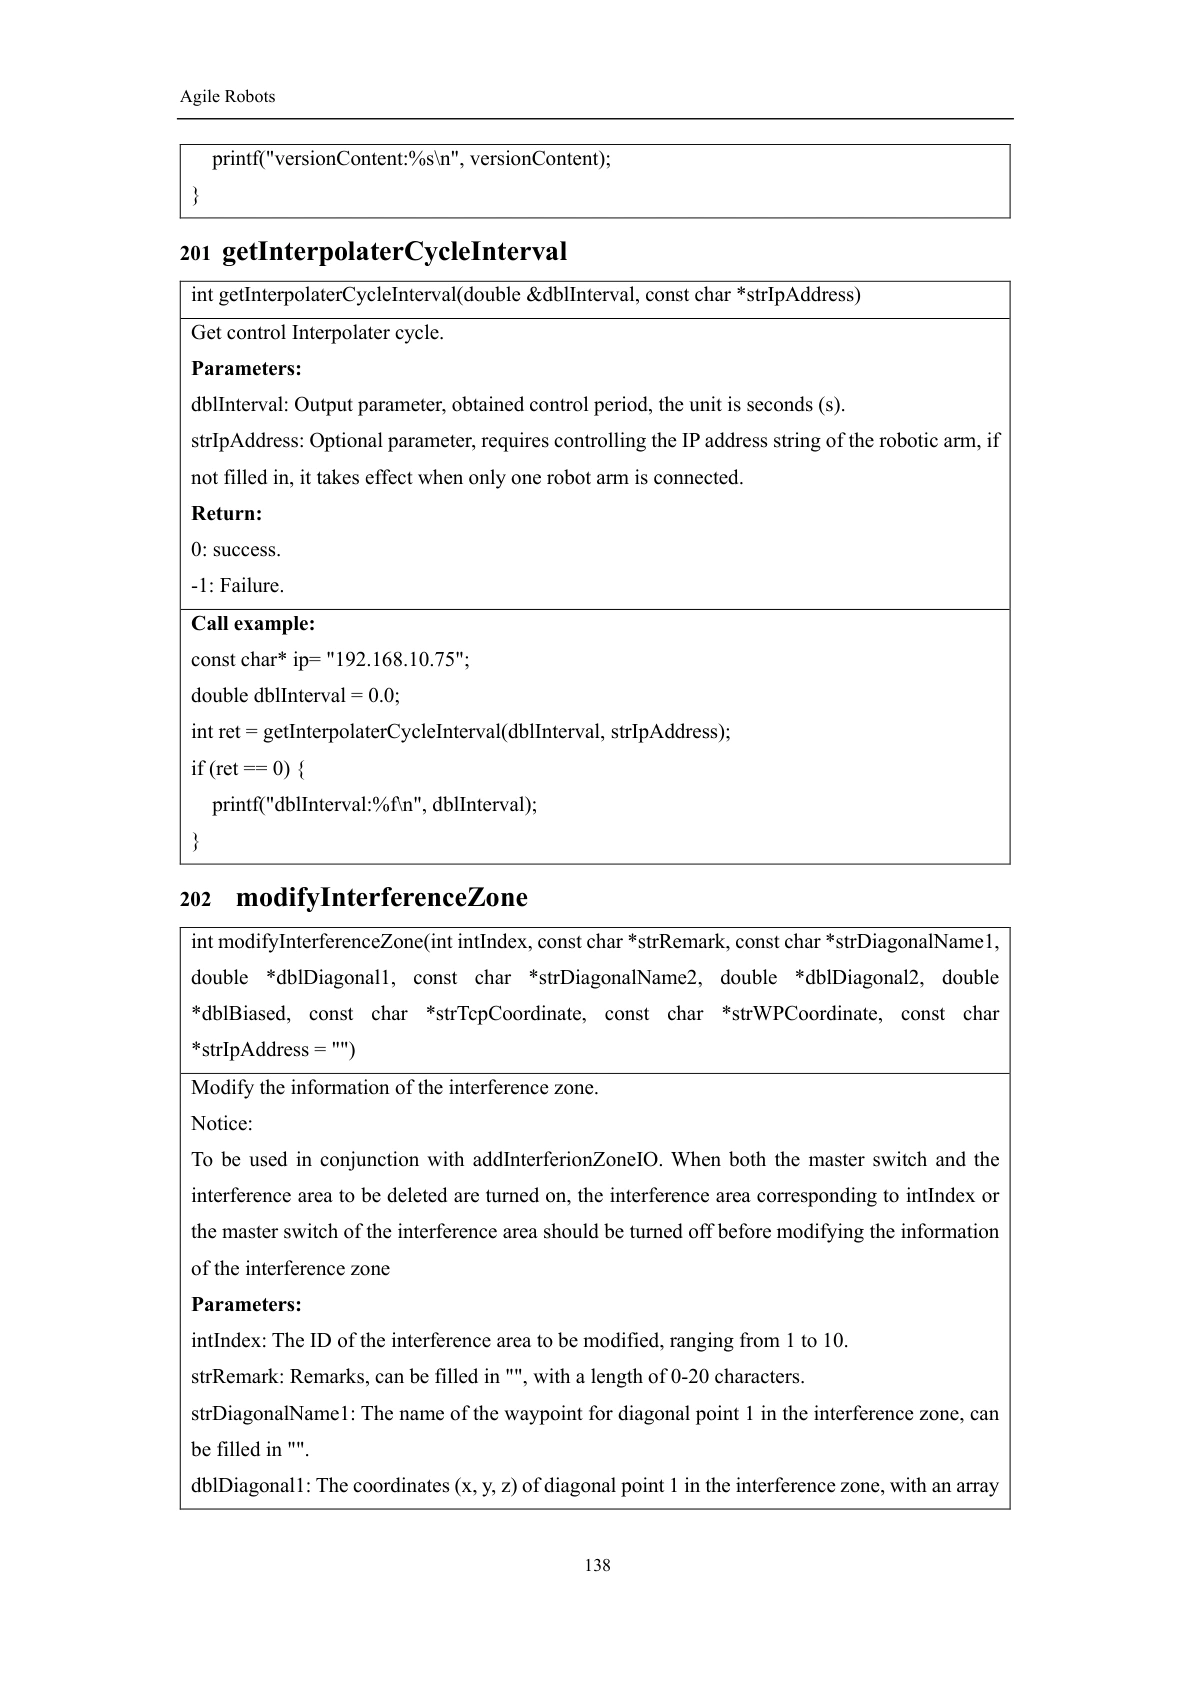 Agile Robots
printf("versionContent:%s\n", versionContent);
}
201 getInterpolaterCycleInterval
int getInterpolaterCycleInterval(double &dblInterval, const char *strIpAddress)
Get control Interpolater cycle.
Parameters:
dblInterval: Output parameter, obtained control period, the unit is seconds (s).
strIpAddress: Optional parameter, requires controlling the IP address string of the robotic arm, if
not filled in, it takes effect when only one robot arm is connected.
Return:
0: success.
-1: Failure.
Call example:
const char* ip= "192.168.10.75";
double dblInterval = 0.0;
int ret = getInterpolaterCycleInterval(dblInterval, strIpAddress);
if (ret == 0) {
printf("dblInterval:%f\n", dblInterval);
}
202 modifyInterferenceZone
int modifyInterferenceZone(int intIndex, const char *strRemark, const char *strDiagonalName1,
double *dblDiagonal1, const char *strDiagonalName2, double *dblDiagonal2, double
*dblBiased, const char *strTcpCoordinate, const char *strWPCoordinate, const char
*strIpAddress = "")
Modify the information of the interference zone.
Notice:
To be used in conjunction with addInterferionZoneIO. When both the master switch and the
interference area to be deleted are turned on, the interference area corresponding to intIndex or
the master switch of the interference area should be turned off before modifying the information
of the interference zone
Parameters:
intIndex: The ID of the interference area to be modified, ranging from 1 to 10.
strRemark: Remarks, can be filled in "", with a length of 0-20 characters.
strDiagonalName1: The name of the waypoint for diagonal point 1 in the interference zone, can
be filled in "".
dblDiagonal1: The coordinates (x, y, z) of diagonal point 1 in the interference zone, with an array
138